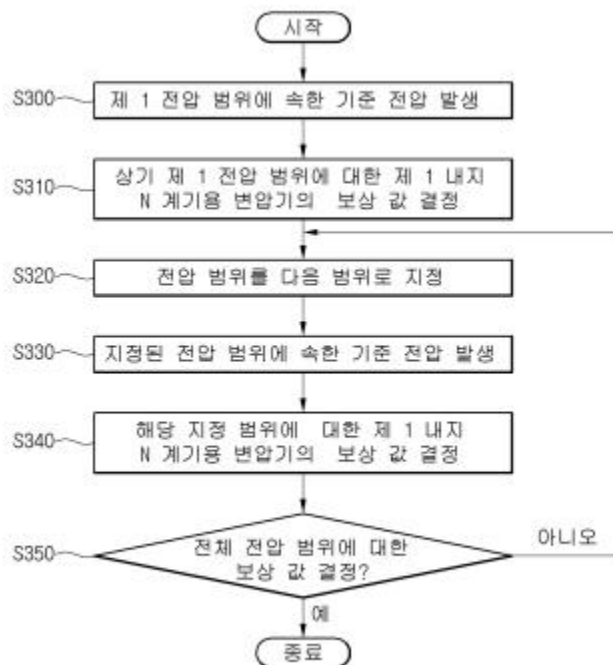 시작
S300
제 1 전압 범위에 속한 기준 전압 발생
S310
상기 제 1 전압 범위에 대한 제 1 내지
N 계기용 변압기의 보상 값 결정
S320
전압 범위를 다음 범위로 지정
S330
지정된 전압 범위에 속한 기준 전압 발생
S340
해당 지정 범위에 대한 제 1 내지
N 계기용 변압기의 보상 값 결정
S350
전체 전압 범위에 대한
보상 값 결정?
아니오
예
종료